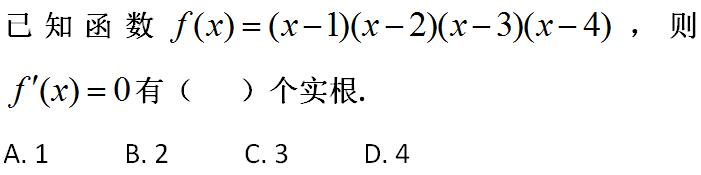 已知函数 f(x)=(x−1)(x−2)(x−3)(x−4) ，则
f′(x)=0有（ ）个实根.
A. 1 B. 2 C. 3 D. 4